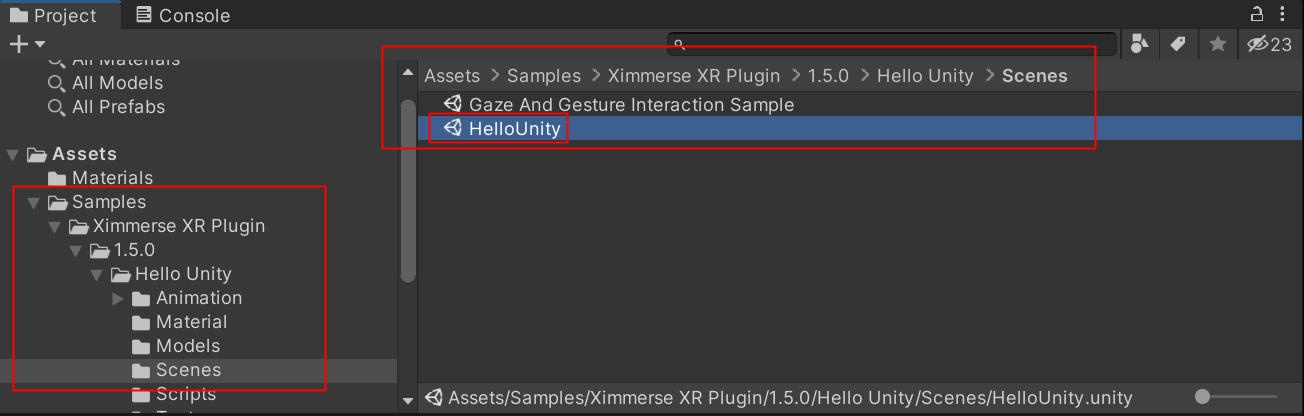 Project
Console
23
All Materials
All Models
All Prefabs
Assets
Materials
Samples
Ximmerse XR Plugin
1.5.0
Hello Unity
Animation
Material
Models
Scenes
Scripts
Assets > Samples > Ximmerse XR Plugin > 1.5.0 > Hello Unity > Scenes
Gaze And Gesture Interaction Sample
HelloUnity
Assets/Samples/Ximmerse XR Plugin/1.5.0/Hello Unity/Scenes/HelloUnity.unity